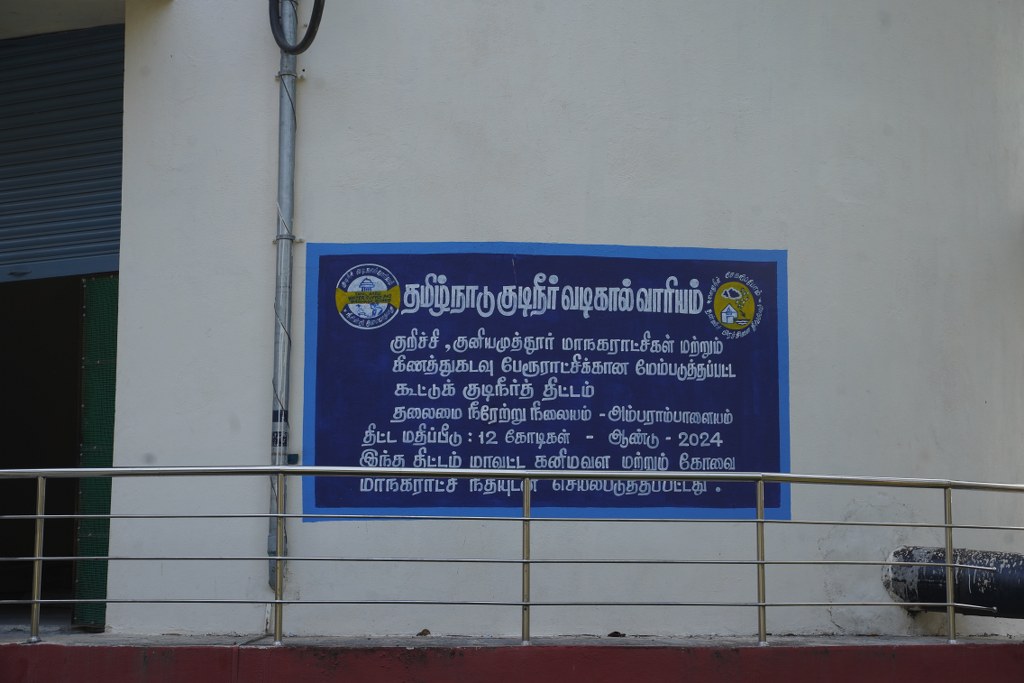 தமிழ்நாடு குடிநீர் வடிகால் வாரியம்
குறிச்சி , குனியமுத்தூர் மாநகராட்சிகள் மற்றும்
கிணத்துகடவு பேரூராட்சிக்கான மேம்படுத்தப்பட்ட
கூட்டுக் குடிநீர்த் திட்டம்
தலைமை நீரேற்று நிலையம் - அம்பராம்பாளையம்
திட்ட மதிப்பீடு : 12 கோடிகள் - ஆண்டு - 2024
இந்த திட்டம் மாவட்ட கனிமவள மற்றும் கோவை
மாநகராட்சி நிதியுடன் செயல்படுத்தப்பட்டது .